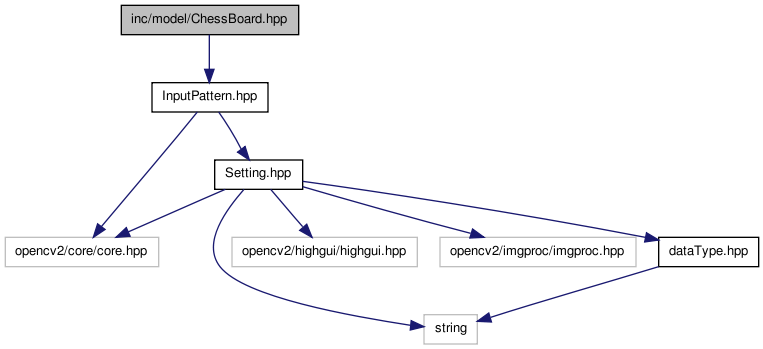 inc/model/ChessBoard.hpp
InputPattern.hpp
Setting.hpp
opencv2/core/core.hpp
opencv2/highgui/highgui.hpp
opencv2/imgproc/imgproc.hpp
dataType.hpp
string